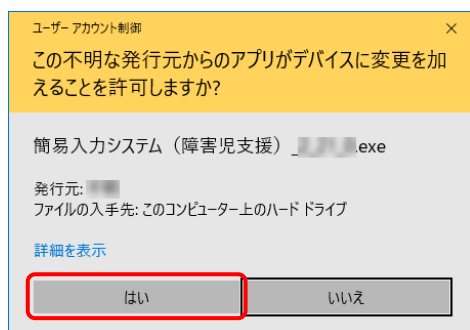 ユーザー アカウント制御
この不明な発行元からのアプリがデバイスに変更を加
えることを許可しますか?
簡易入力システム（障害児支援）_ .exe
発行元:
ファイルの入手先: このコンピューター上のハード ドライブ
詳細を表示
はい
いいえ